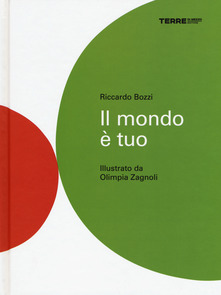 TERRE
Riccardo Bozzi
Il mondo
è tuo
Illustrato da
Olimpia Zagnoli